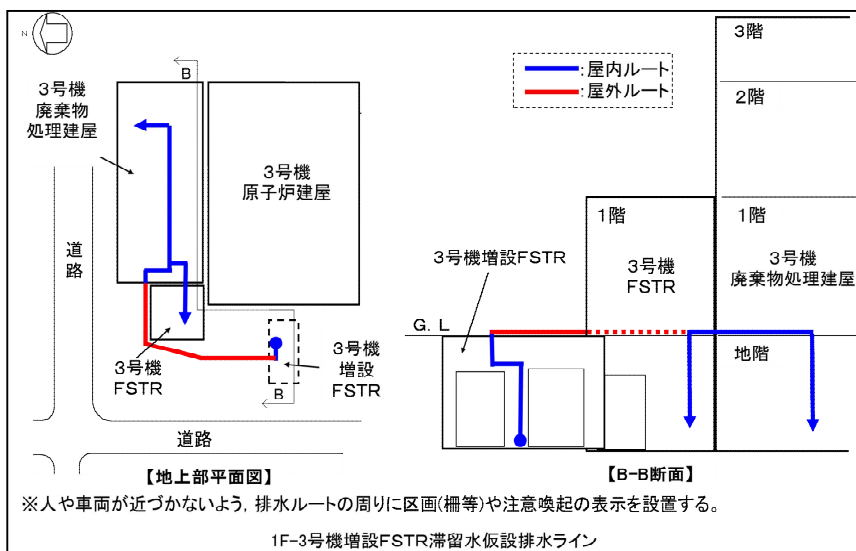 N
B
3号機
廃棄物
処理建屋
3号機
原子炉建屋
道路
3号機
FSTR
3号機
増設
FSTR
B
道路
【地上部平面図】
:屋内ルート
:屋外ルート
3階
2階
1階
1階
3号機増設FSTR
3号機
FSTR
3号機
廃棄物処理建屋
G.L
地階
【B-B断面】
※人や車両が近づかないよう,排水ルートの周りに区画(柵等)や注意喚起の表示を設置する。
1F-3号機増設FSTR滞留水仮設排水ライン